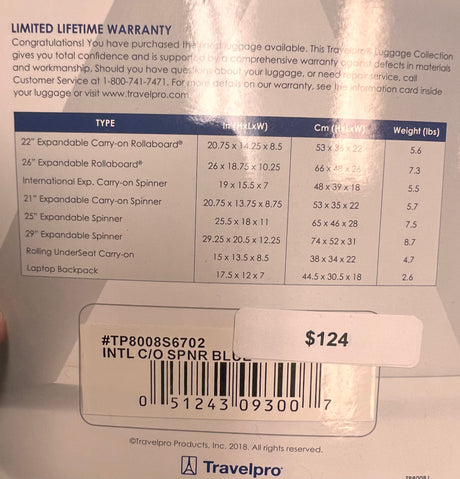 LIMITED LIFETIME WARRANTY
Congratulations! You have purchased the finest luggage available. This Travelpro® Luggage Collection
gives you total confidence and is supported by a comprehensive warranty against defects in materials
and workmanship. Should you have questions about your luggage, or need repair service, call
Customer Service at 1-800-741-7471. For more details on our warranty, see the information card inside
your luggage or visit www.travelpro.com
TYPE In (HxLxW) Cm (HxLxW) Weight (lbs)
22" Expandable Carry-on Rollaboard® 20.75 x 14.25 x 8.5 53 x 36 x 22 5.6
26" Expandable Rollaboard® 26 x 18.75 x 10.25 66 x 48 x 26 7.3
International Exp. Carry-on Spinner 19 x 15.5 x 7 48 x 39 x 18 5.5
21" Expandable Carry-on Spinner 20.75 x 13.75 x 8.75 53 x 35 x 22 5.7
25" Expandable Spinner 25.5 x 18 x 11 65 x 46 x 28 7.5
29" Expandable Spinner 29.25 x 20.5 x 12.25 74 x 52 x 31 8.7
Rolling UnderSeat Carry-on 15 x 13.5 x 8.5 38 x 34 x 22 4.7
Laptop Backpack 17.5 x 12 x 7 44.5 x 30.5 x 18 2.6
#TP8008S6702
$124
INTL C/O SPNR BLUE
0 51243 09300 7
©Travelpro Products, Inc. 2018. All rights reserved.
Travelpro®